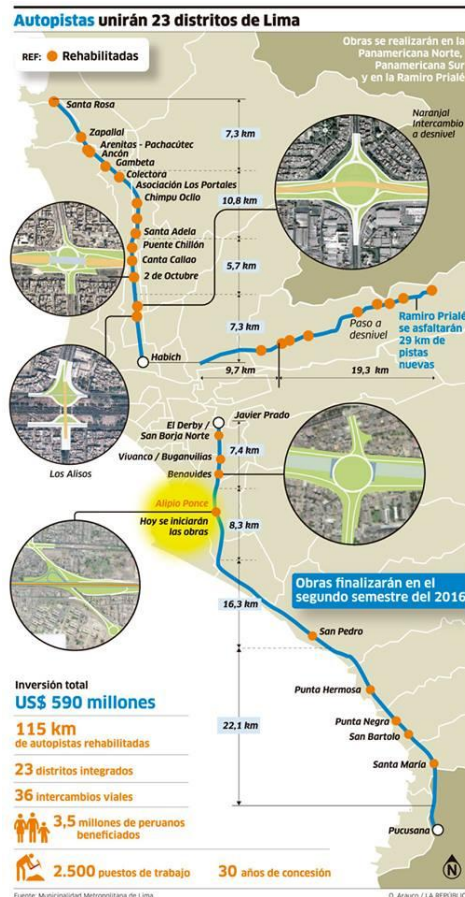 Autopistas unirán 23 distritos de Lima
REF: Rehabilitadas
Obras se realizarán en la
Panamericana Norte,
Panamericana Sur
y en la Ramiro Prialé
Santa Rosa
Zapallal
Arenitas - Pachacútec
Ancón
Gambeta
Colectora
Asociación Los Portales
Chimpu Oclio
Santa Adela
Puente Chillón
Canta Callao
2 de Octubre
Habich
7,3 km
10,8 km
5,7 km
7,3 km
Naranjal
Intercambio
a desnivel
Paso a
desnivel
Ramiro Prialé
se asfaltarán
29 km de
pistas
nuevas
9,7 km
19,3 km
Los Alisos
Javier Prado
El Derby /
San Borja Norte
Vivanco / Buganvilias
Benavides
Alipio Ponce
Hoy se iniciarán
las obras
7,4 km
8,3 km
16,3 km
22,1 km
Obras finalizarán en el
segundo semestre del 2016
San Pedro
Punta Hermosa
Punta Negra
San Bartolo
Santa María
Pucusana
Inversión total
US$ 590 millones
115 km
de autopistas rehabilitadas
23 distritos integrados
36 intercambios viales
3,5 millones de peruanos
beneficiados
2.500 puestos de trabajo
30 años de concesión
N
Fuente: Municipalidad Metropolitana de Lima
O. Arauco / LA REPÚBLIC